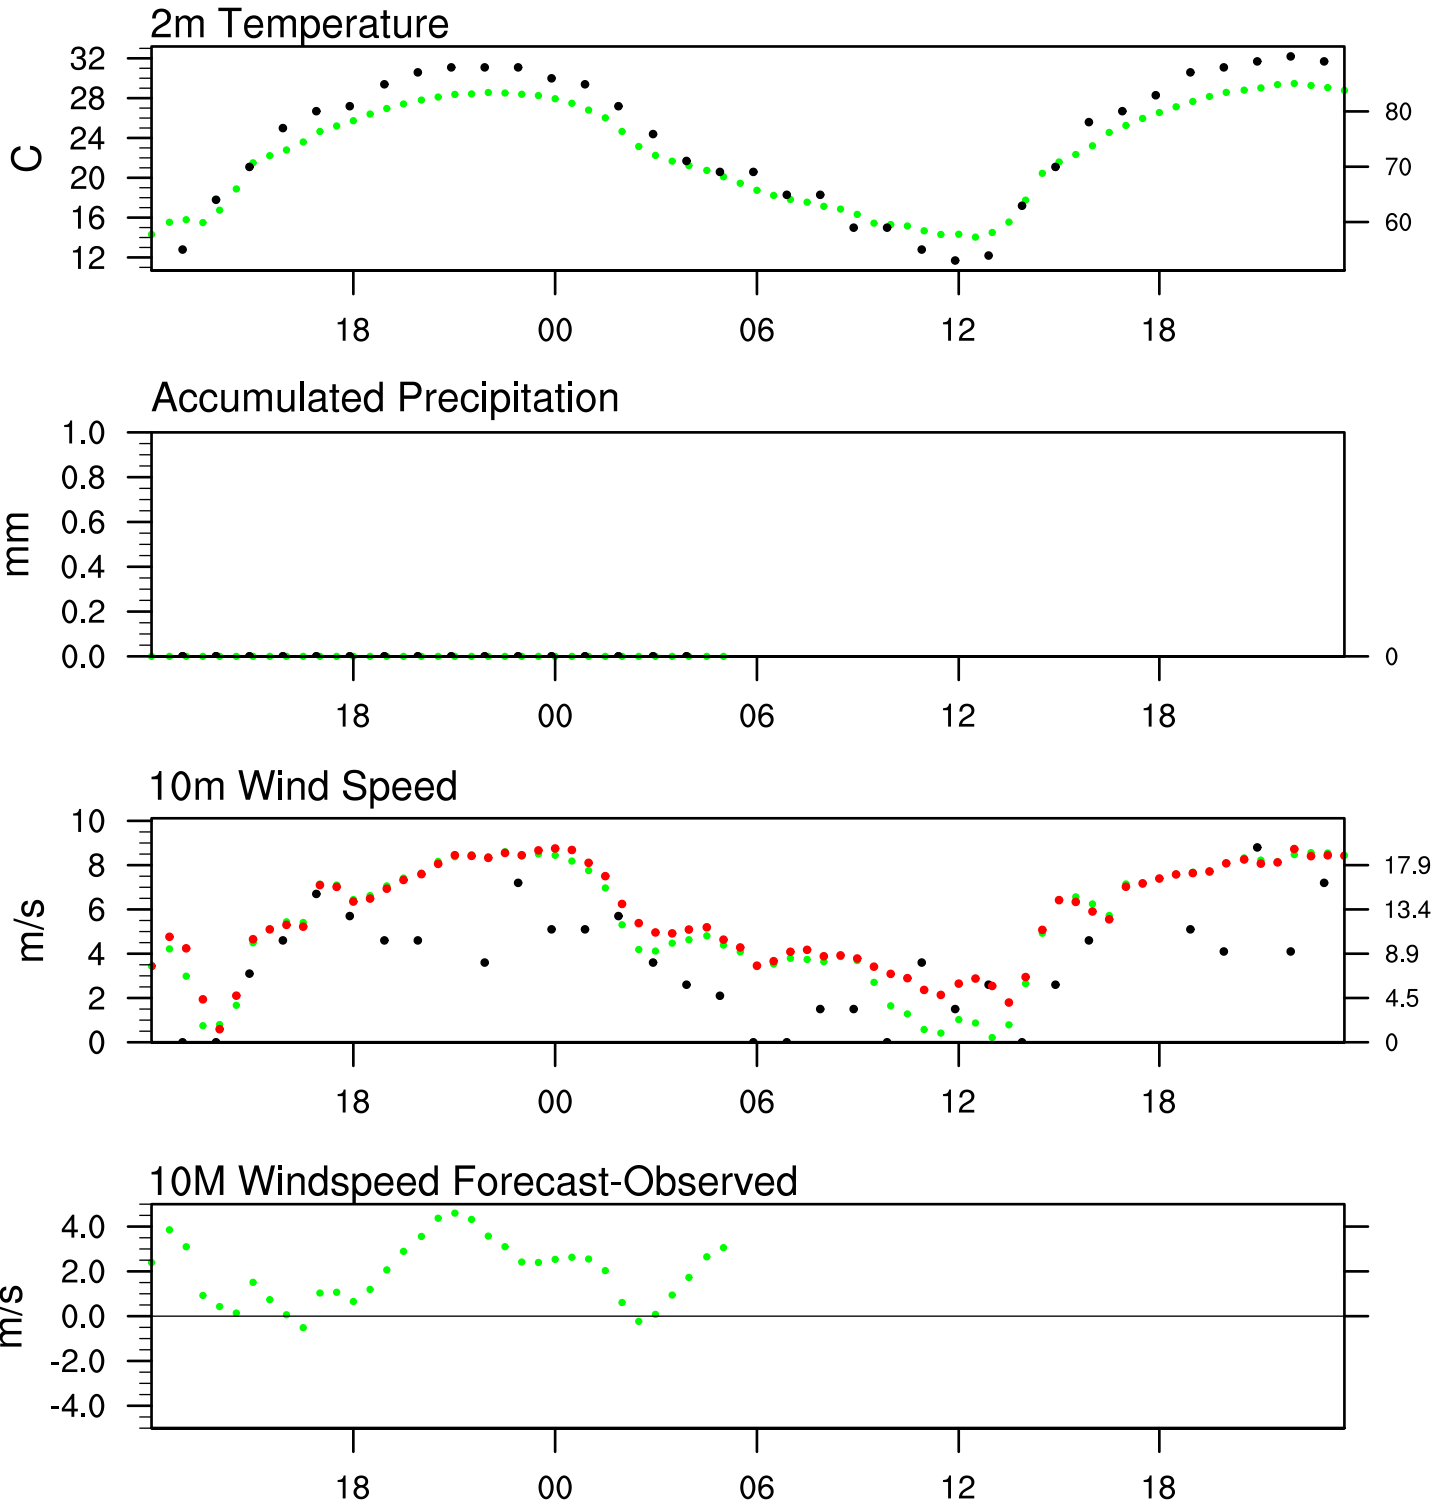 2m Temperature
32
28
24
20
16
12
C
80
70
60
18 00 06 12 18
Accumulated Precipitation
1.0
0.8
0.6
0.4
0.2
0.0
mm
0
18 00 06 12 18
10m Wind Speed
10
8
6
4
2
0
m/s
17.9
13.4
8.9
4.5
0
18 00 06 12 18
10M Windspeed Forecast-Observed
4.0
2.0
0.0
-2.0
-4.0
m/s
18 00 06 12 18